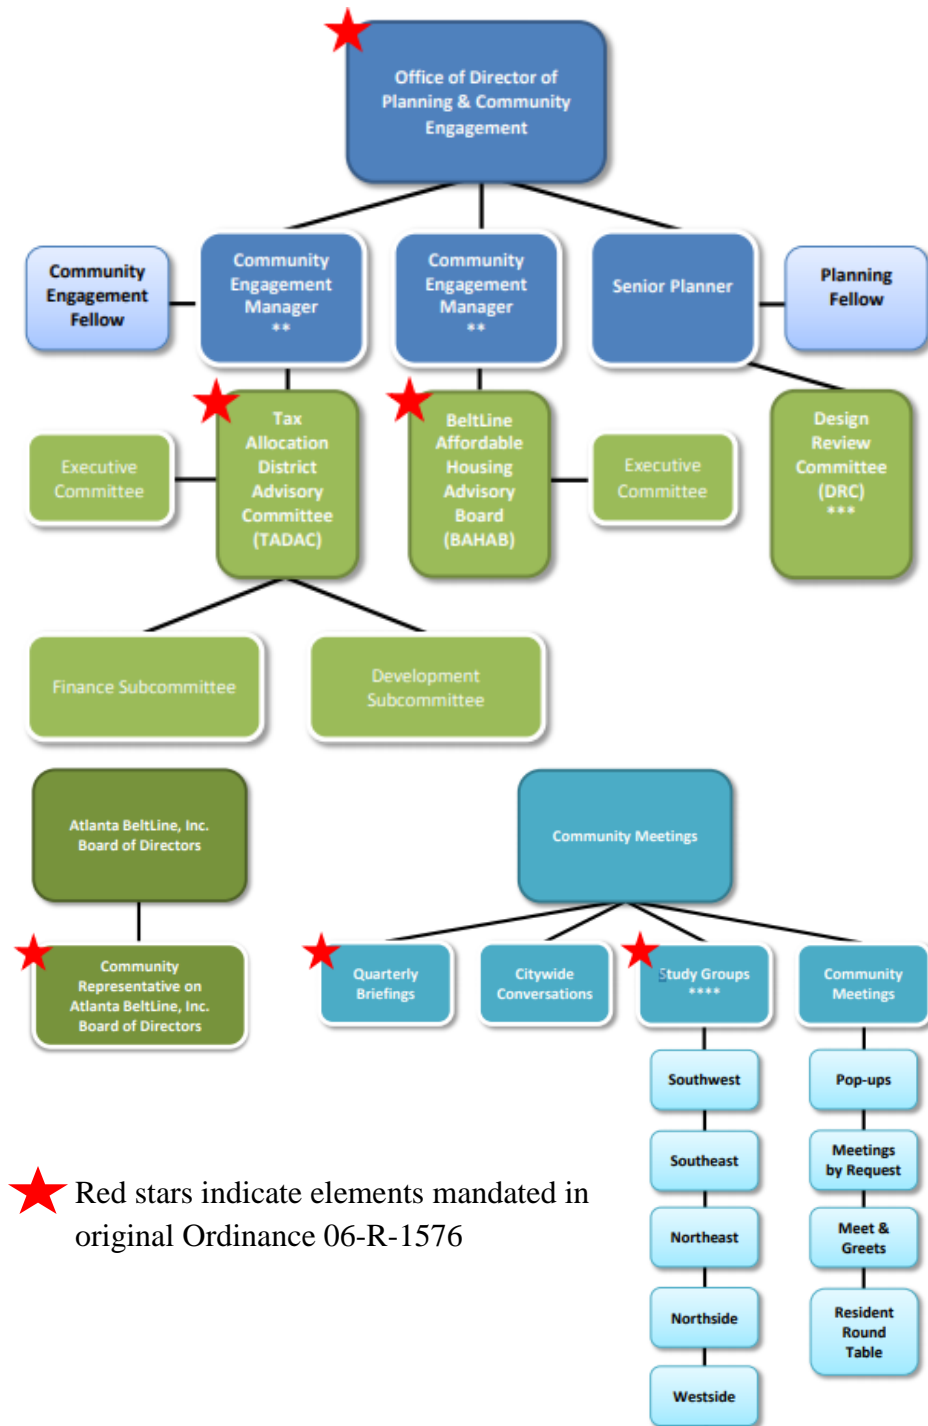 Office of Director of
Planning & Community
Engagement
Community
Engagement
Fellow
Community
Engagement
Manager
**
Community
Engagement
Manager
**
Senior Planner
Planning
Fellow
Executive
Committee
Tax
Allocation
District
Advisory
Committee
(TADAC)
BeltLine
Affordable
Housing
Advisory
Board
(BAHAB)
Executive
Committee
Design
Review
Committee
(DRC)
***
Finance Subcommittee
Development
Subcommittee
Atlanta BeltLine, Inc.
Board of Directors
Community
Representative on
Atlanta BeltLine, Inc.
Board of Directors
Community Meetings
Quarterly
Briefings
Citywide
Conversations
Study Groups
****
Community
Meetings
Southwest
Southeast
Northeast
Northside
Westside
Pop-ups
Meetings
by Request
Meet &
Greets
Resident
Round
Table
Red stars indicate elements mandated in
original Ordinance 06-R-1576